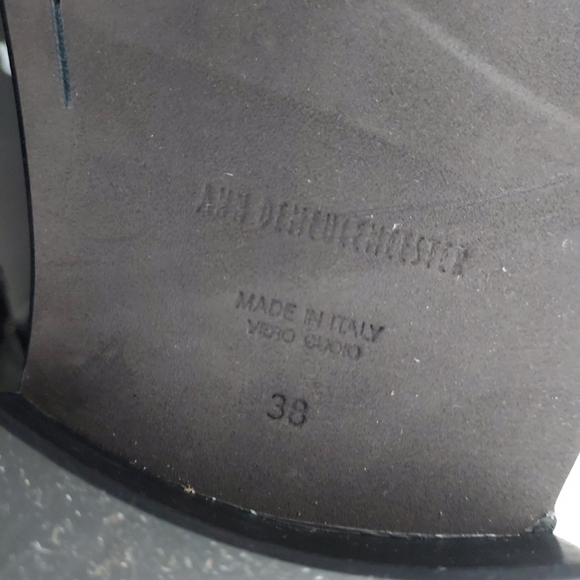 ANN DEMEULEMEESTER
MADE IN ITALY
VERO CUOIO
38